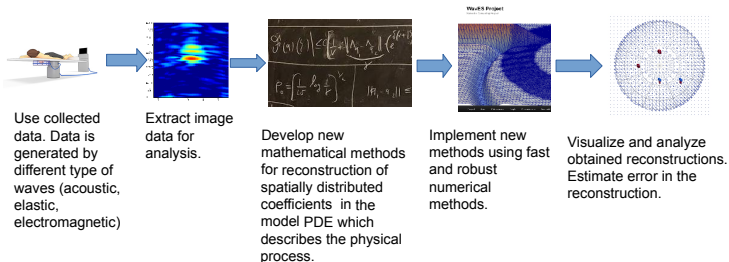 WavES Project
Use collected
data. Data is
generated by
different type of
waves (acoustic,
elastic,
electromagnetic)
Extract image
data for
analysis.
Develop new
mathematical methods
for reconstruction of
spatially distributed
coefficients in the
model PDE which
describes the physical
process.
Implement new
methods using fast
and robust
numerical
methods.
Visualize and analyze
obtained reconstructions.
Estimate error in the
reconstruction.